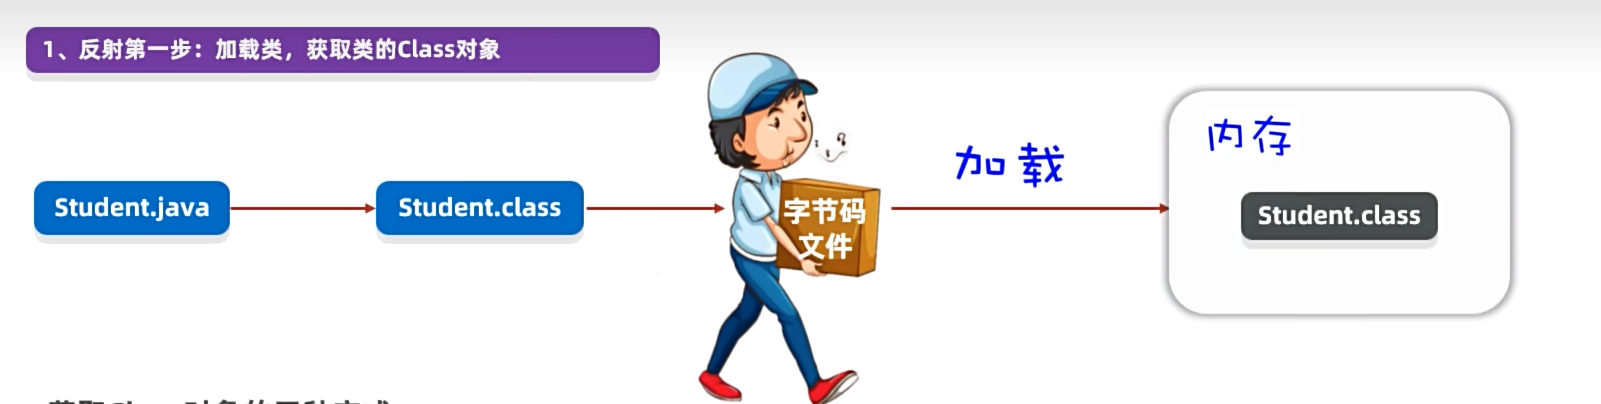 1、反射第一步：加载类，获取类的Class对象
Student.java
Student.class
字节码
文件
加载
内存
Student.class